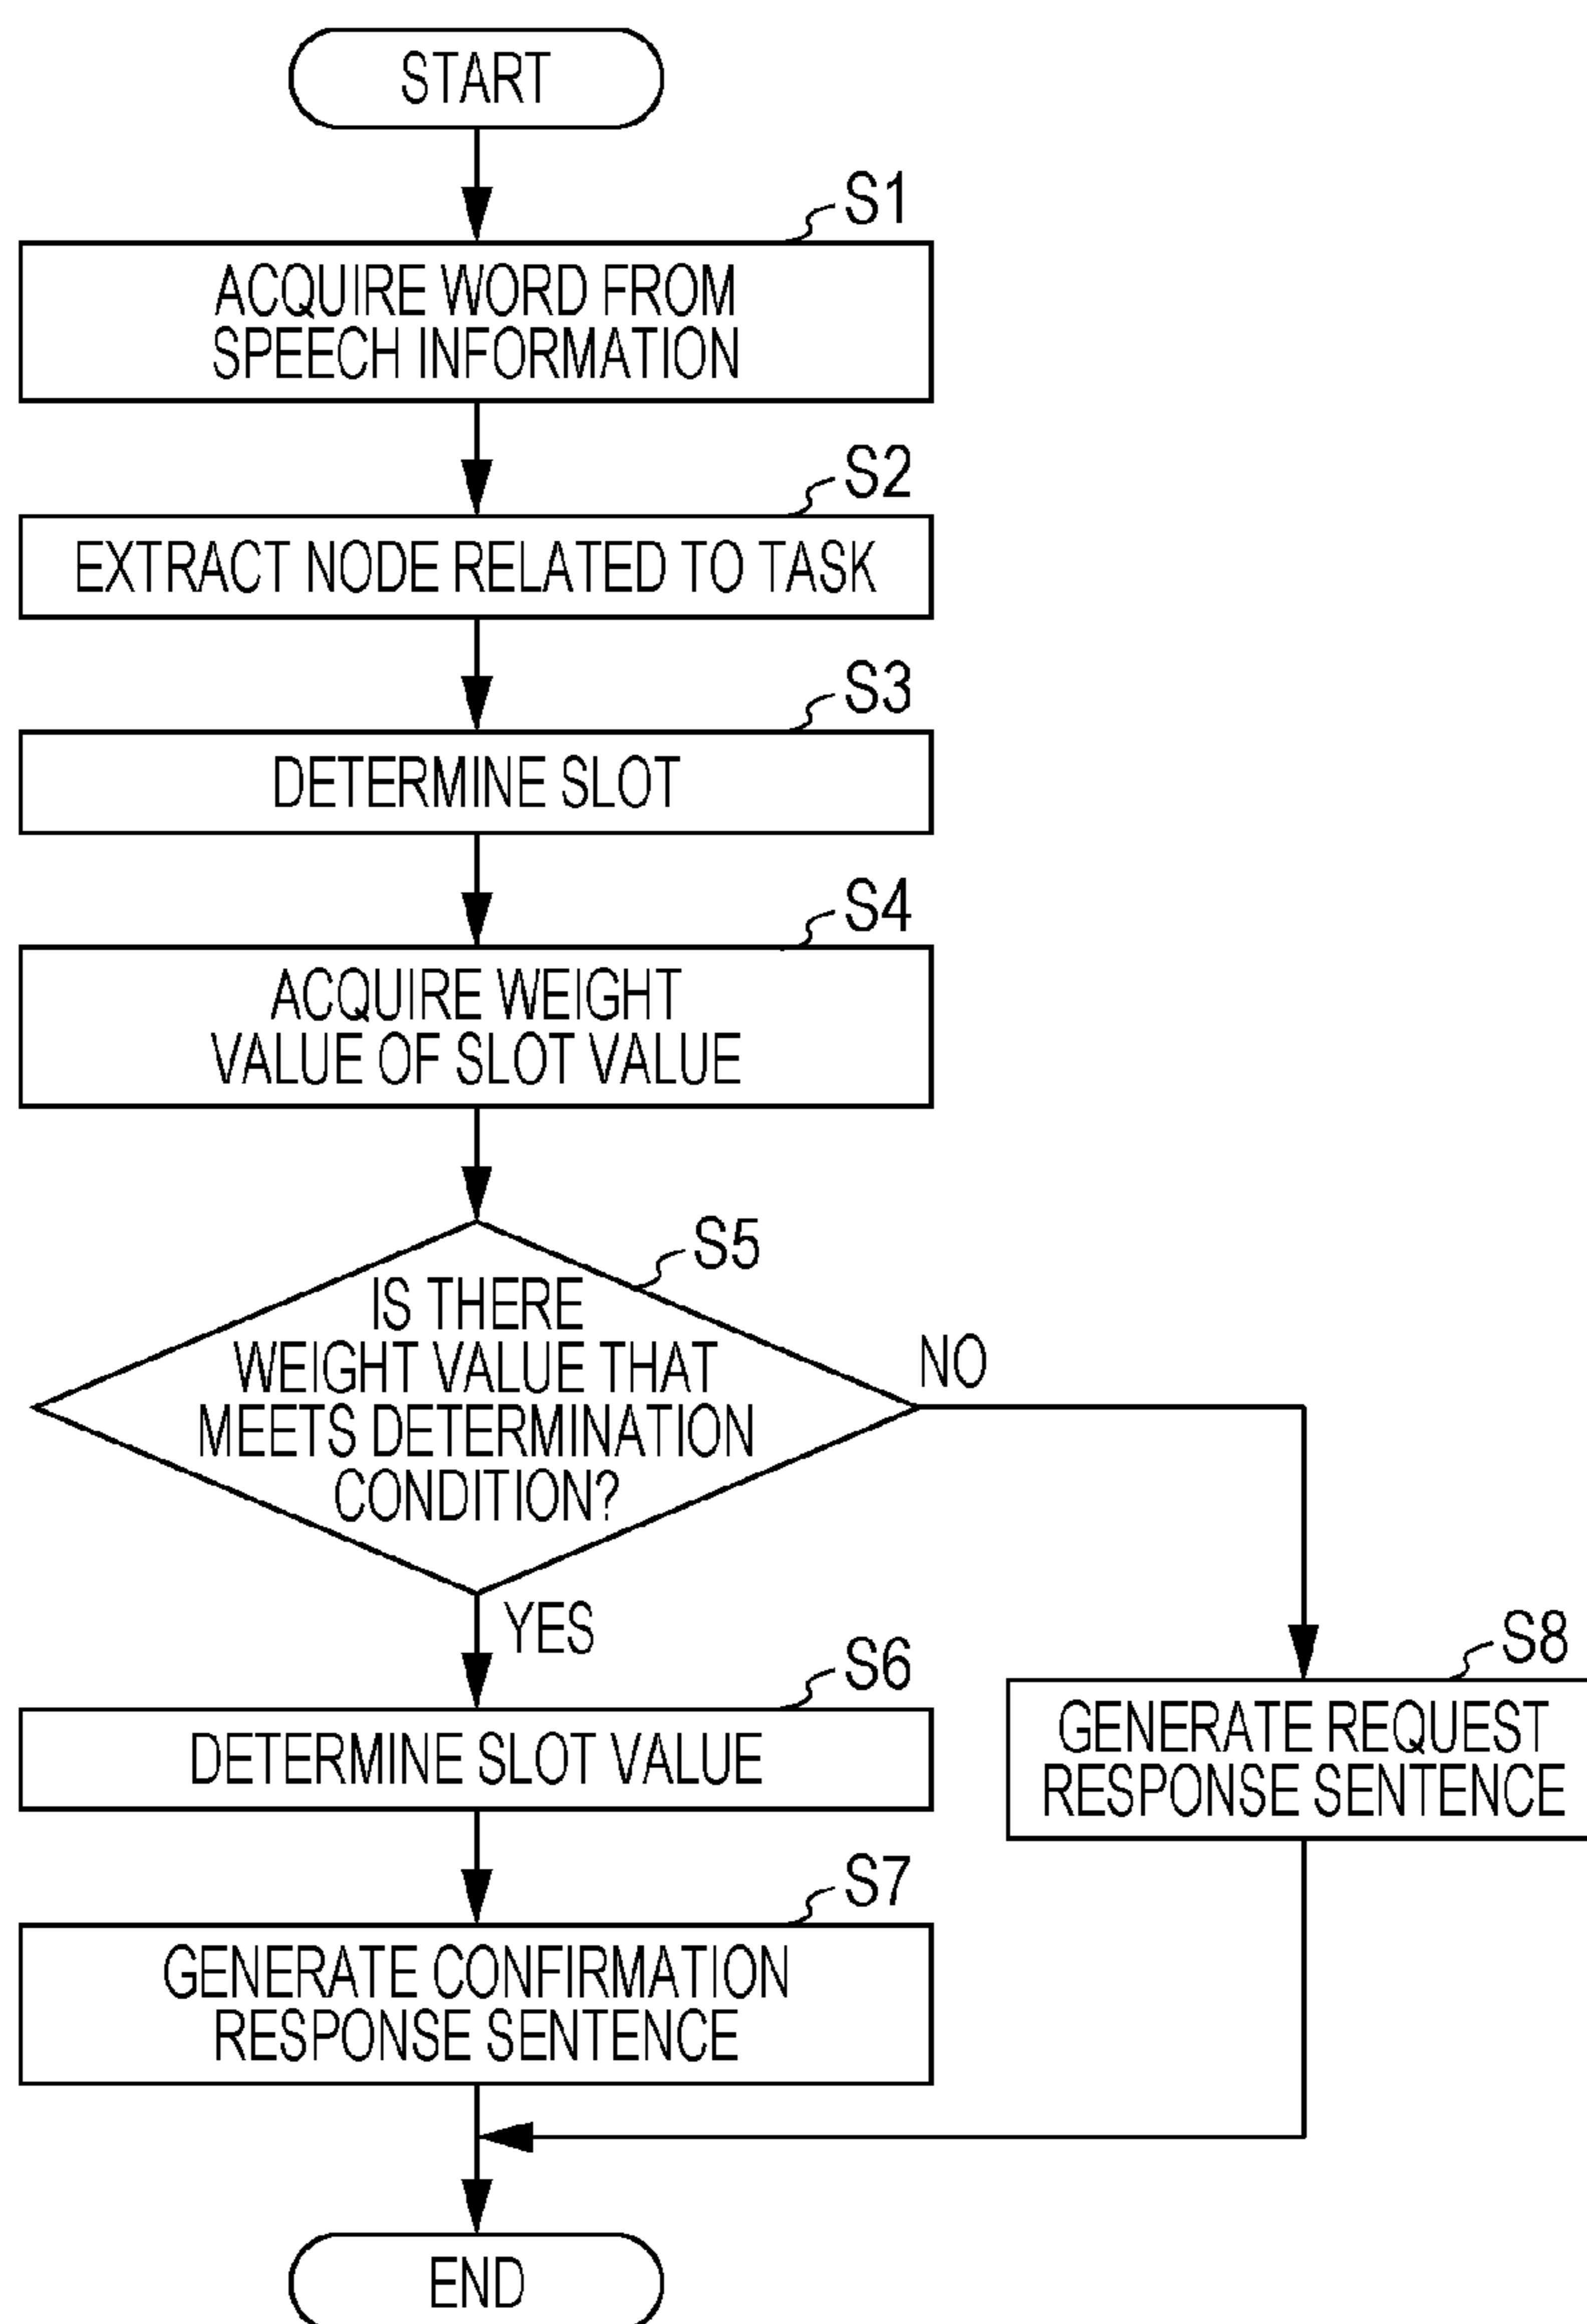 START
S1
ACQUIRE WORD FROM
SPEECH INFORMATION
S2
EXTRACT NODE RELATED TO TASK
S3
DETERMINE SLOT
S4
ACQUIRE WEIGHT
VALUE OF SLOT VALUE
S5
IS THERE
WEIGHT VALUE THAT
MEETS DETERMINATION
CONDITION?
NO
YES
S6
DETERMINE SLOT VALUE
S8
GENERATE REQUEST
RESPONSE SENTENCE
S7
GENERATE CONFIRMATION
RESPONSE SENTENCE
END